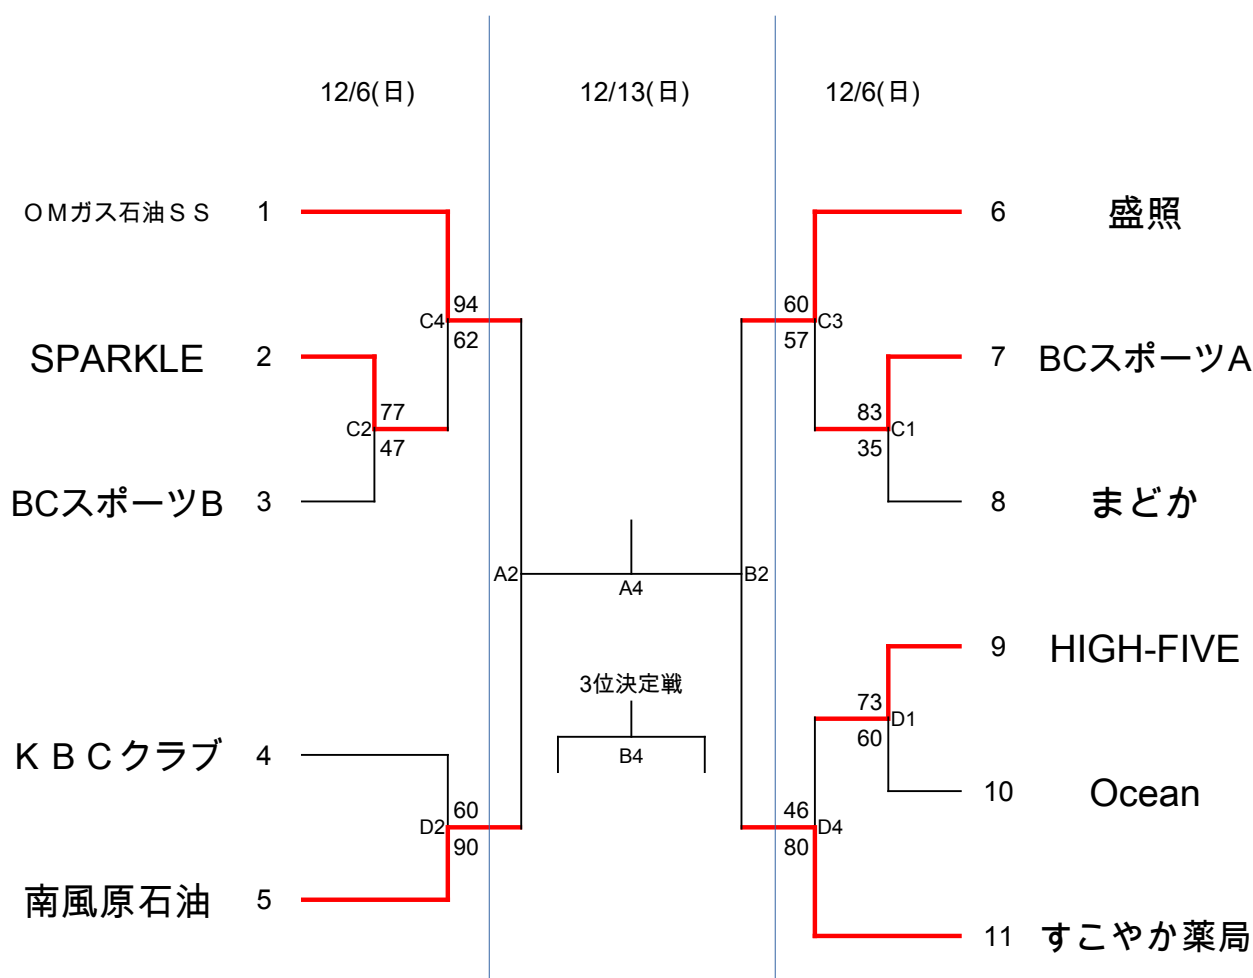 12/6(日) 12/13(日) 12/6(日)
OMガス石油SS 1 6 盛照
94 60
C4 C3
62 57
SPARKLE 2 7 BCスポーツA
77 83
C2 C1
47 35
BCスポーツB 3 8 まどか
A2 B2
A4
9 HIGH-FIVE
3位決定戦
73
D1
60
KBCクラブ 4 B4
10 Ocean
60 46
D2 D4
90 80
南風原石油 5
11 すこやか薬局